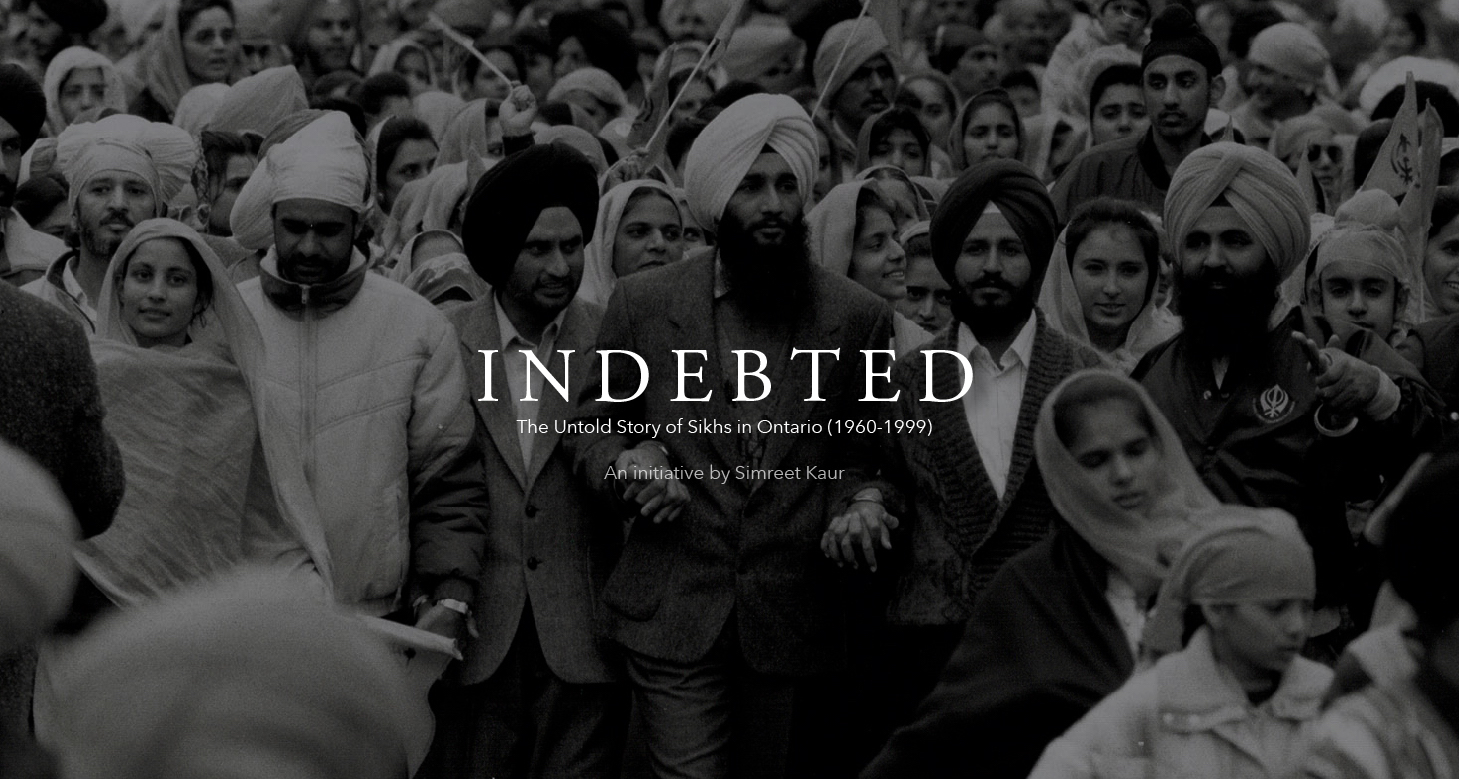 INDEBTED
The Untold Story of Sikhs in Ontario (1960-1999)
An initiative by Simreet Kaur